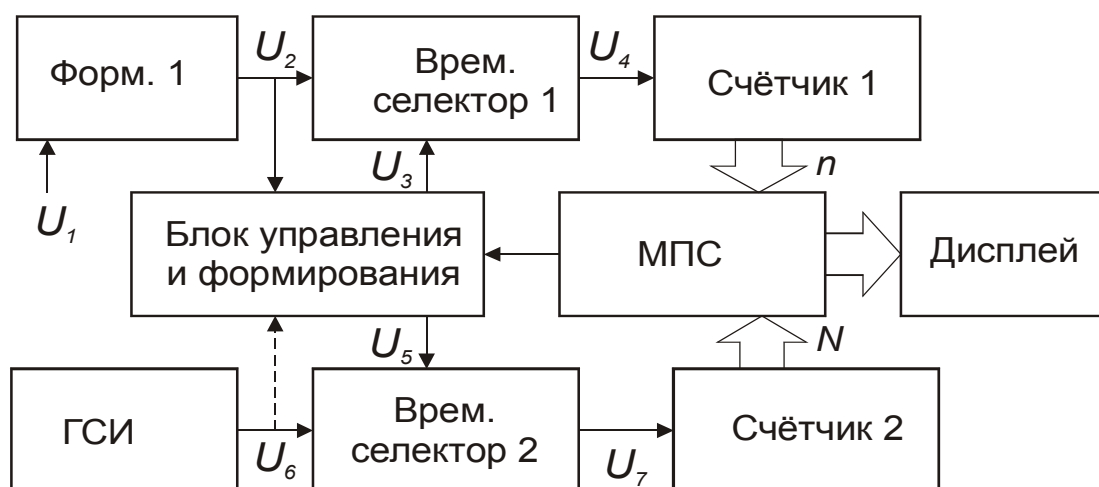 Форм. 1
U2
Врем.
селектор 1
U4
Счётчик 1
U1
U3
n
Блок управления
и формирования
МПС
Дисплей
U5
N
ГСИ
U6
Врем.
селектор 2
U7
Счётчик 2